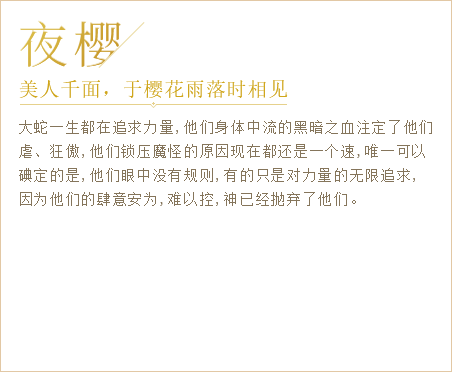 夜樱
美人千面，于樱花雨落时相见
大蛇一生都在追求力量,他们身体中流的黑暗之血注定了他们
虐、狂傲,他们锁压魔怪的原因现在都还是一个速,唯一可以
碘定的是,他们眼中没有规则,有的只是对力量的无限追求,
因为他们的肆意安为,难以控,神已经抛弃了他们。